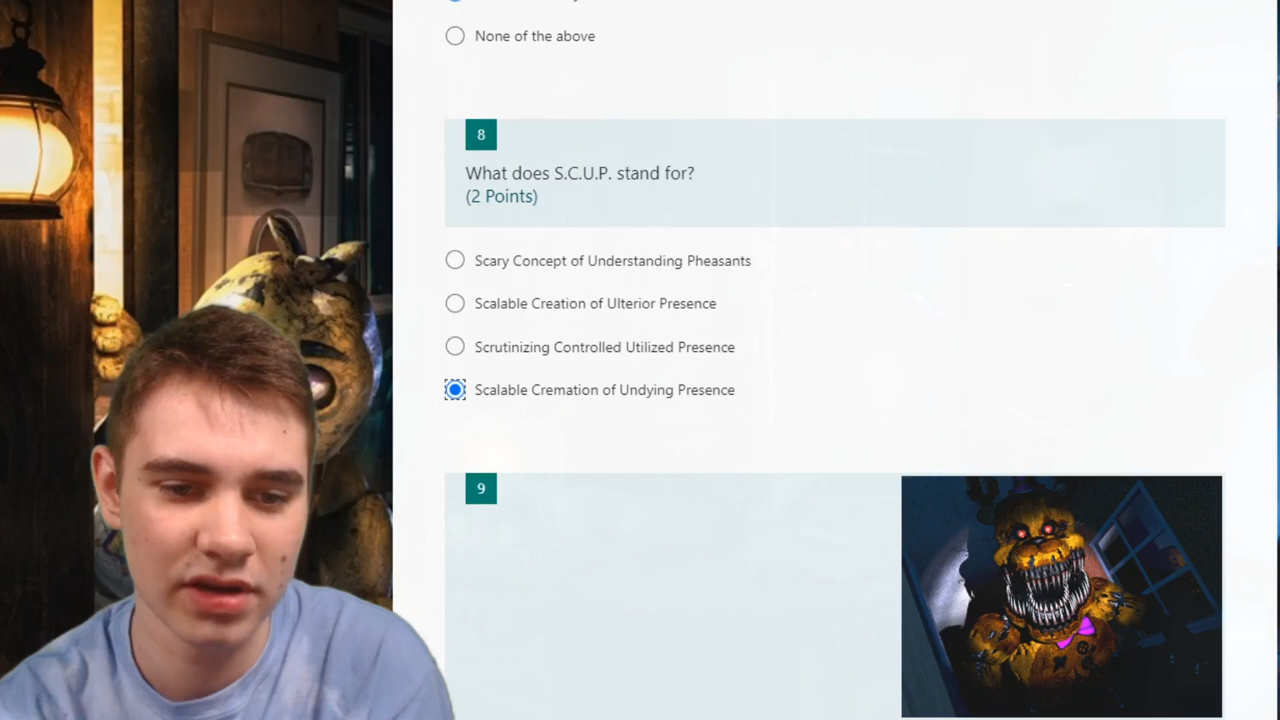 None of the above
8
What does S.C.U.P. stand for?
(2 Points)
Scary Concept of Understanding Pheasants
Scalable Creation of Ulterior Presence
Scrutinizing Controlled Utilized Presence
Scalable Cremation of Undying Presence
9